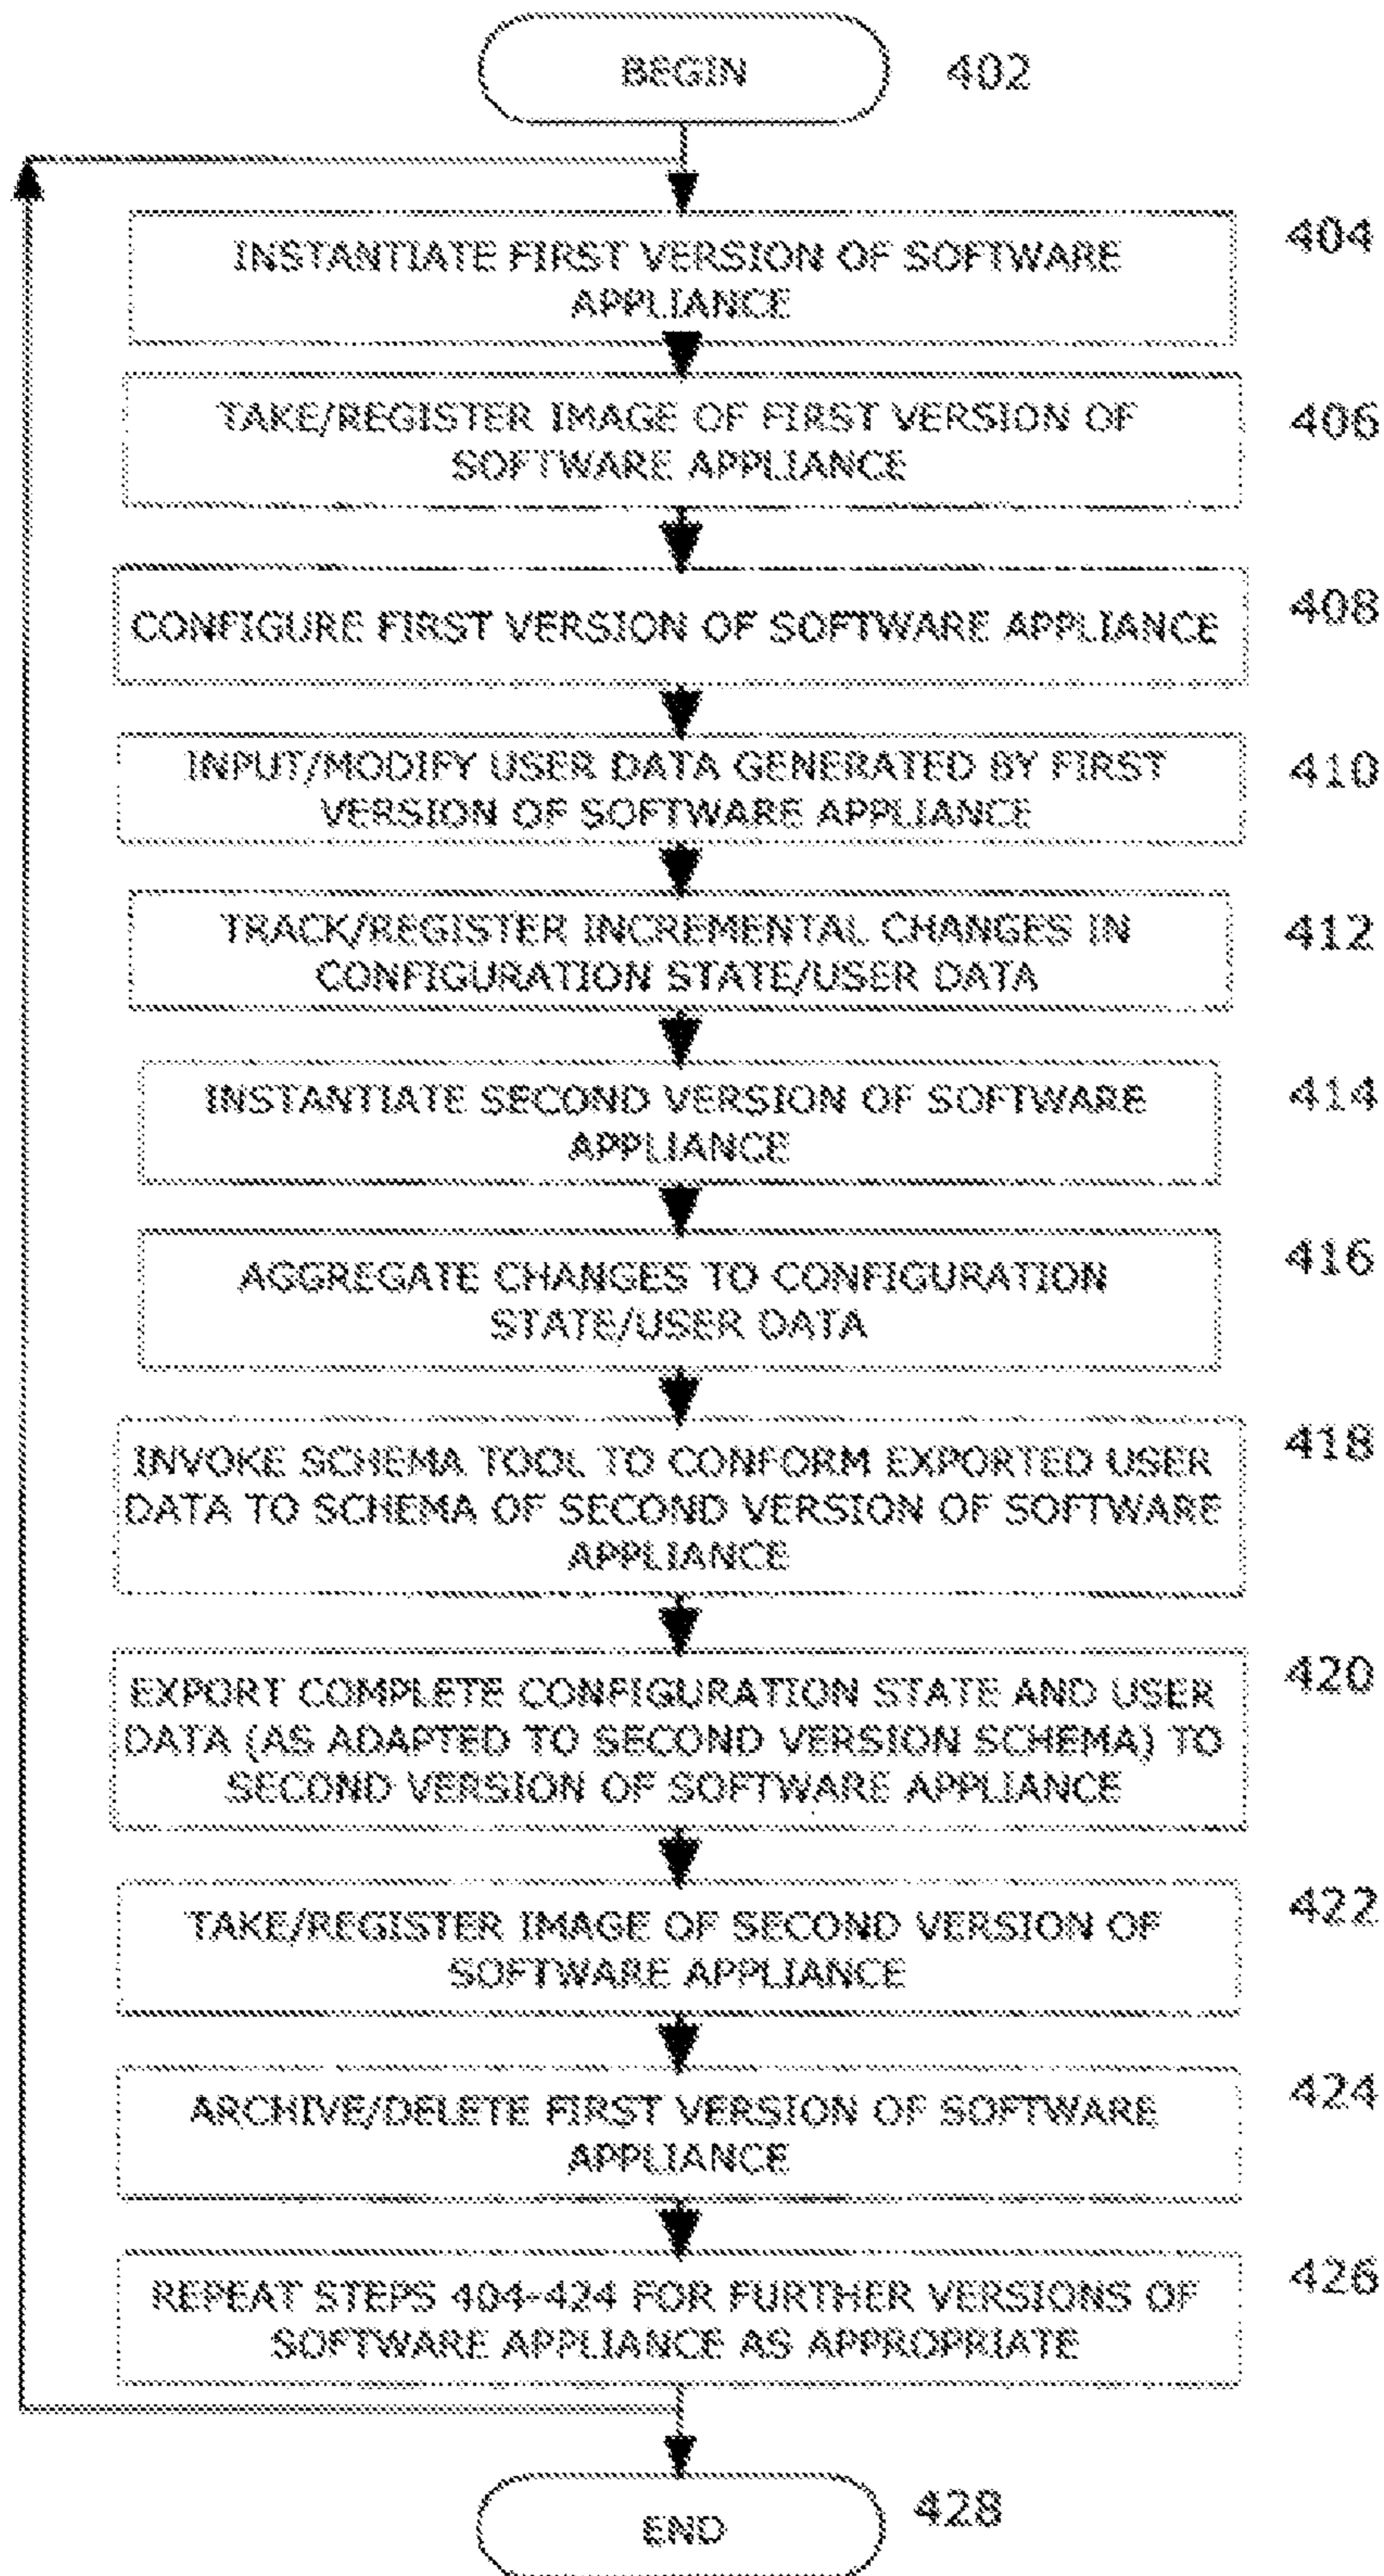 BEGIN
402
INSTANTIATE FIRST VERSION OF SOFTWARE
APPLIANCE
404
TAKE/REGISTER IMAGE OF FIRST VERSION OF
SOFTWARE APPLIANCE
406
CONFIGURE FIRST VERSION OF SOFTWARE APPLIANCE
408
INPUT/MODIFY USER DATA GENERATED BY FIRST
VERSION OF SOFTWARE APPLIANCE
410
TRACK/REGISTER INCREMENTAL CHANGES IN
CONFIGURATION STATE/USER DATA
412
INSTANTIATE SECOND VERSION OF SOFTWARE
APPLIANCE
414
AGGREGATE CHANGES TO CONFIGURATION
STATE/USER DATA
416
INVOKE SCHEMA TOOL TO CONFORM EXPORTED USER
DATA TO SCHEMA OF SECOND VERSION OF SOFTWARE
APPLIANCE
418
EXPORT COMPLETE CONFIGURATION STATE AND USER
DATA (AS ADAPTED TO SECOND VERSION SCHEMA) TO
SECOND VERSION OF SOFTWARE APPLIANCE
420
TAKE/REGISTER IMAGE OF SECOND VERSION OF
SOFTWARE APPLIANCE
422
ARCHIVE/DELETE FIRST VERSION OF SOFTWARE
APPLIANCE
424
REPEAT STEPS 404-424 FOR FURTHER VERSIONS OF
SOFTWARE APPLIANCE AS APPROPRIATE
426
END
428